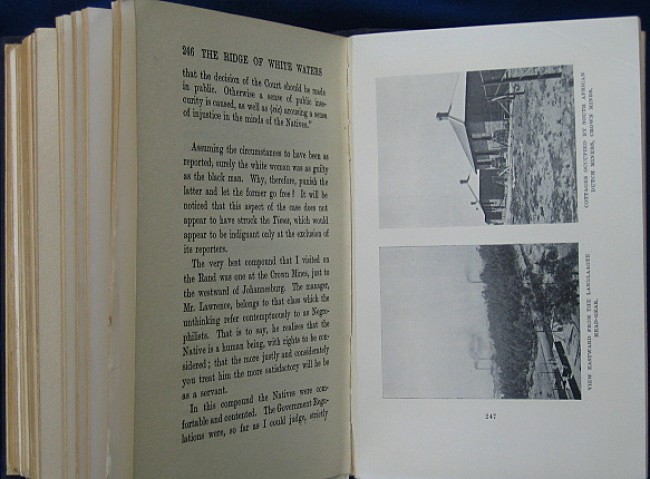 246 THE RIDGE OF WHITE WATERS
that the decision of the Court should be made
in public. Otherwise a sense of public inse-
curity is caused, as well as (sic) arousing a sense
of injustice in the minds of the Natives."
Assuming the circumstances to have been as
reported, surely the white woman was as guilty
as the black man. Why, therefore, punish the
latter and let the former go free? It will be
noticed that this aspect of the case does not
appear to have struck the Times, which would
appear to be indignant only at the exclusion of
its reporters.
The very best compound that I visited on
the Rand was one at the Crown Mines, just to
the westward of Johannesburg. The manager,
Mr. Lawrence, belongs to that class which the
unthinking refer contemptuously to as Negro-
philists. That is to say, he realises that the
Native is a human being, with rights to be con-
sidered; that the more justly and considerately
you treat him the more satisfactory will he be
as a servant.
In this compound the Natives were com-
fortable and contented. The Government Regu-
lations were, so far as I could judge, strictly
COTTAGES OCCUPIED BY SOUTH AFRICAN
DUTCH MINERS, CROWN MINES.
VIEW EASTWARD FROM THE LANGLAAGTE
HEAD-GEAR.
247